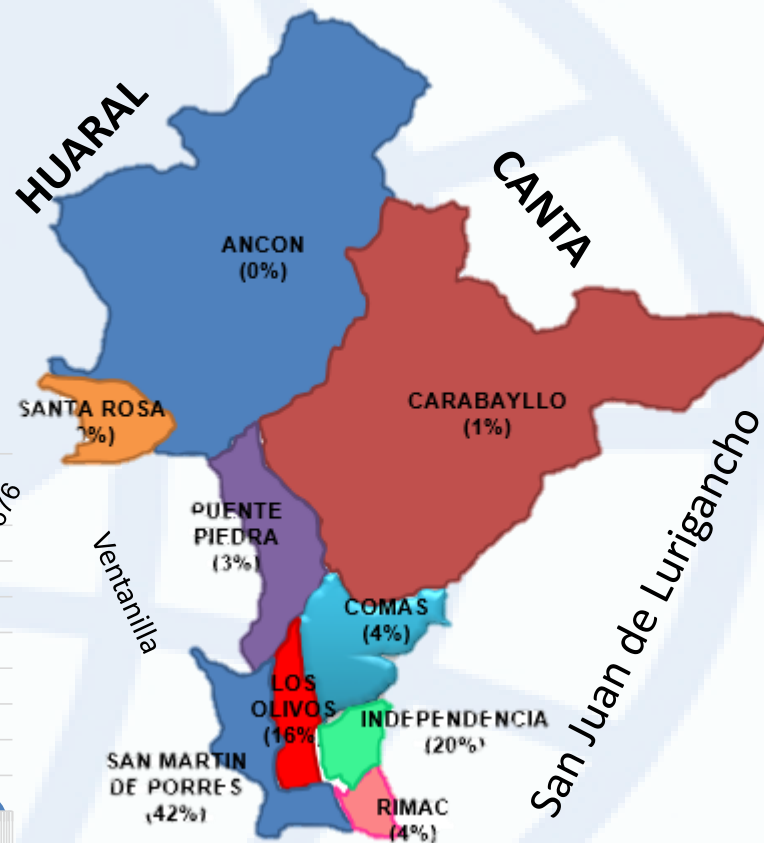 HUARAL
CANTA
ANCON
(0%)
SANTA ROSA
%)
CARABAYLLO
(1%)
PUENTE
PIEDRA
(3%)
Ventanilla
San Juan de Lurigancho
COMAS
(4%)
LOS
OLIVOS
(16%
INDEPENDENCIA
(20%)
SAN MARTIN
DE PORRES
(42%)
RIMAC
(4%)